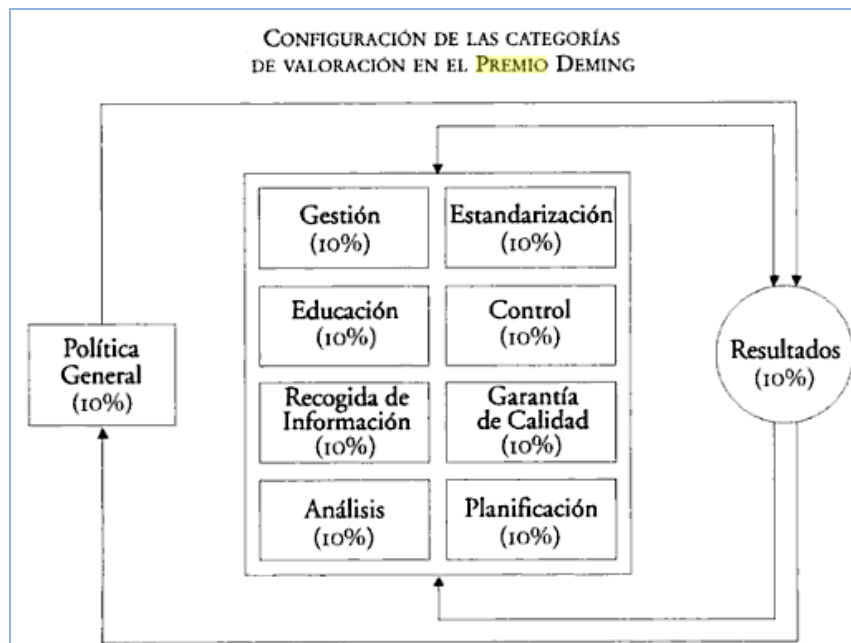 CONFIGURACIÓN DE LAS CATEGORÍAS
DE VALORACIÓN EN EL PREMIO DEMING
Gestión
(10%)
Estandarización
(10%)
Educación
(10%)
Control
(10%)
Política
General
(10%)
Resultados
(10%)
Recogida de
Información
(10%)
Garantía
de Calidad
(10%)
Análisis
(10%)
Planificación
(10%)